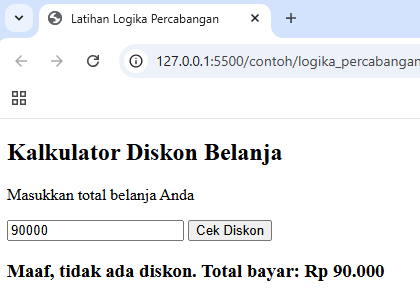 Latihan Logika Percabangan
127.0.0.1:5500/contoh/logika_percabangan
Kalkulator Diskon Belanja
Masukkan total belanja Anda
90000 Cek Diskon
Maaf, tidak ada diskon. Total bayar: Rp 90.000